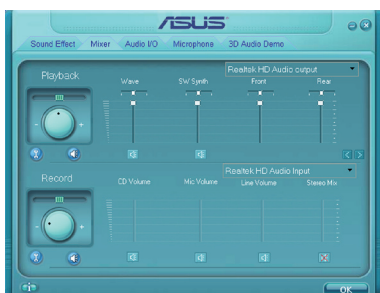 ASUS
Sound Effect Mixer Audio I/O Microphone 3D Audio Demo
Realtek HD Audio output
Playback
Wave SW Synth Front Rear
- +
Realtek HD Audio Input
Record
CD Volume Mic Volume Line Volume Stereo Mix
- +
i
OK